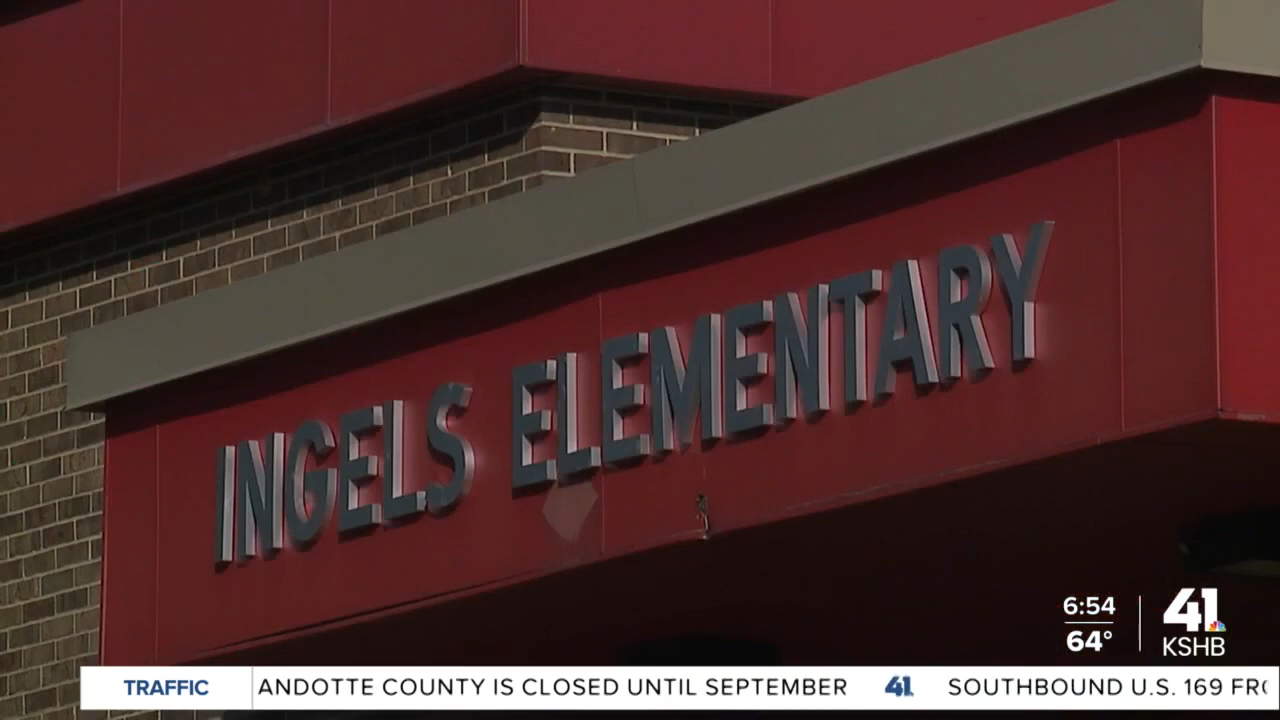 INGELS ELEMENTARY
6:54
64°
41
KSHB
TRAFFIC
ANDOTTE COUNTY IS CLOSED UNTIL SEPTEMBER 41 SOUTHBOUND U.S. 169